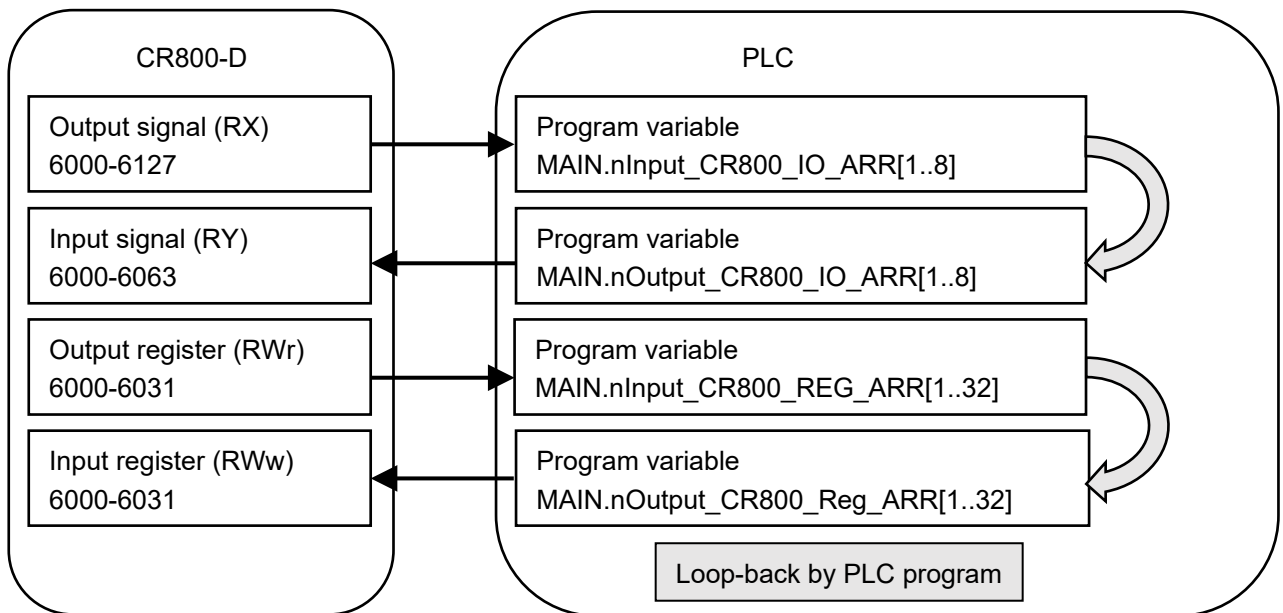 CR800-D
Output signal (RX)
6000-6127
Input signal (RY)
6000-6063
Output register (RWr)
6000-6031
Input register (RWw)
6000-6031
PLC
Program variable
MAIN.nInput_CR800_IO_ARR[1..8]
Program variable
MAIN.nOutput_CR800_IO_ARR[1..8]
Program variable
MAIN.nInput_CR800_REG_ARR[1..32]
Program variable
MAIN.nOutput_CR800_Reg_ARR[1..32]
Loop-back by PLC program